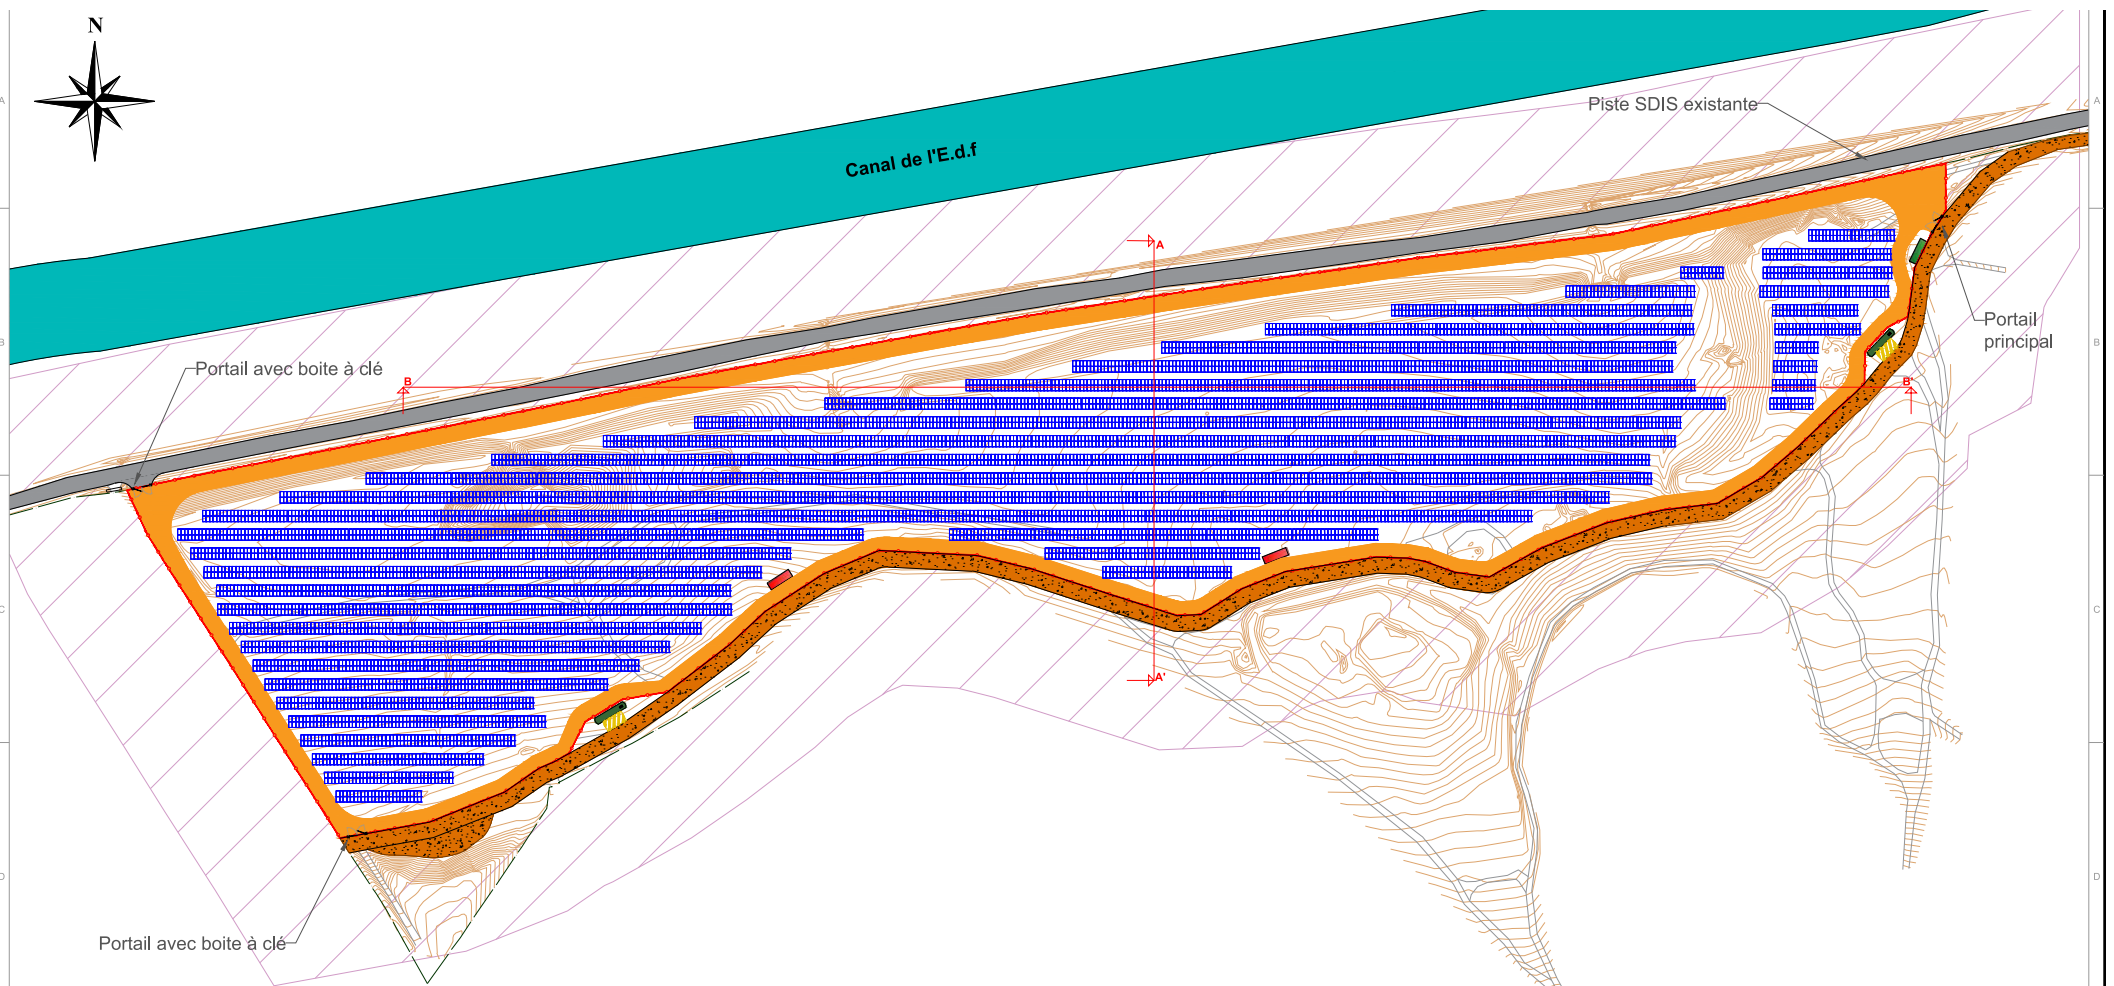 N
A
A
Piste SDIS existante
Canal de l'E.d.f
A
Portail
principal
B
B
Portail avec boite à clé
B
B'
C
C
A'
D
D
Portail avec boite à clé